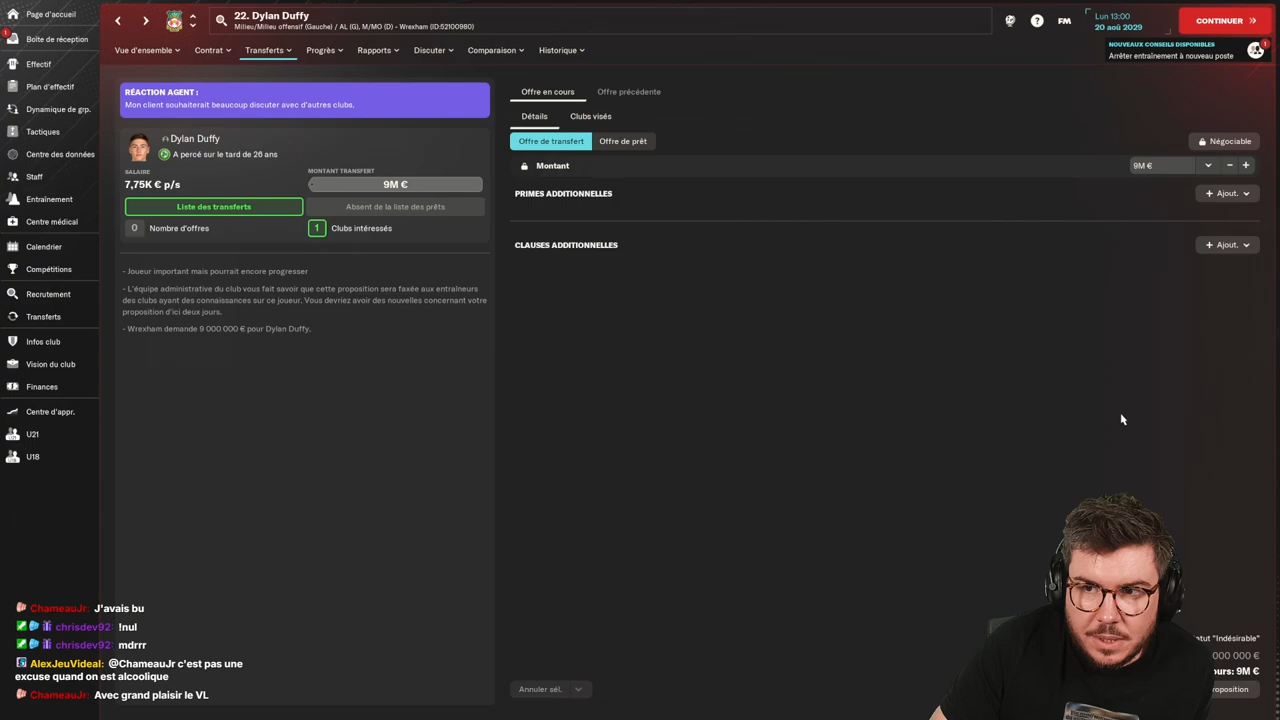 Page d'accueil
1
Boîte de réception
Effectif
Plan d'effectif
Dynamique de grp.
Tactiques
Centre des données
Staff
Entraînement
Centre médical
Calendrier
Compétitions
Recrutement
Transferts
Infos club
Vision du club
Finances
Centre d'appr.
U21
U18
22. Dylan Duffy
Milieu/Milieu offensif (Gauche) / AL (G), M/MO (D) - Wrexham (ID:52100980)
FM
Lun 13:00
20 aoû 2029
CONTINUER
Vue d'ensemble
Contrat
Transferts
Progrès
Rapports
Discuter
Comparaison
Historique
NOUVEAUX CONSEILS DISPONIBLES
Arrêter entraînement à nouveau poste
1
RÉACTION AGENT :
Mon client souhaiterait beaucoup discuter avec d'autres clubs.
Dylan Duffy
A percé sur le tard de 26 ans
SALAIRE
7,75K € p/s
MONTANT TRANSFERT
9M €
Liste des transferts
Absent de la liste des prêts
0 Nombre d'offres
1 Clubs intéressés
- Joueur important mais pourrait encore progresser
- L'équipe administrative du club vous fait savoir que cette proposition sera faxée aux entraîneurs
des clubs ayant des connaissances sur ce joueur. Vous devriez avoir des nouvelles concernant votre
proposition d'ici deux jours.
- Wrexham demande 9 000 000 € pour Dylan Duffy.
Offre en cours
Offre précédente
Détails
Clubs visés
Offre de transfert
Offre de prêt
Négociable
Montant
9M €
PRIMES ADDITIONNELLES
Ajout.
CLAUSES ADDITIONNELLES
Ajout.
Annuler sél.
"Indésirable"
000 000 €
9M €
roposition
ChameauJr: J'avais bu
chrisdev92: !nul
chrisdev92: mdrrr
AlexJeuVideal: @ChameauJr c'est pas une
excuse quand on est alcoolique
ChameauJr: Avec grand plaisir le VL